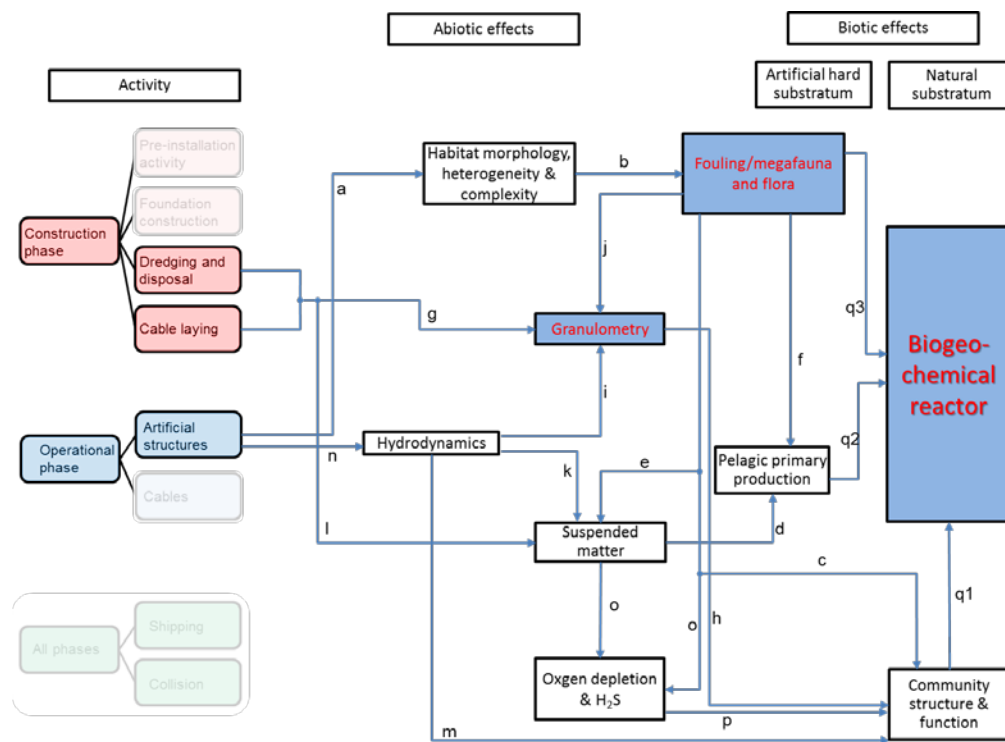 Abiotic effects
Biotic effects
Activity
Artificial hard
substratum
Natural
substratum
Pre-installation
activity
Foundation
construction
Construction
phase
Dredging and
disposal
Cable laying
Habitat morphology,
heterogeneity &
complexity
Fouling/megafauna
and flora
Granulometry
Biogeo-
chemical
reactor
Operational
phase
Artificial
structures
Cables
Hydrodynamics
Pelagic primary
production
Suspended
matter
All phases
Shipping
Collision
Oxgen depletion
& H₂S
Community
structure &
function
a
b
j
g
q3
f
i
n
k
e
q2
l
d
c
o
o
h
q1
p
m